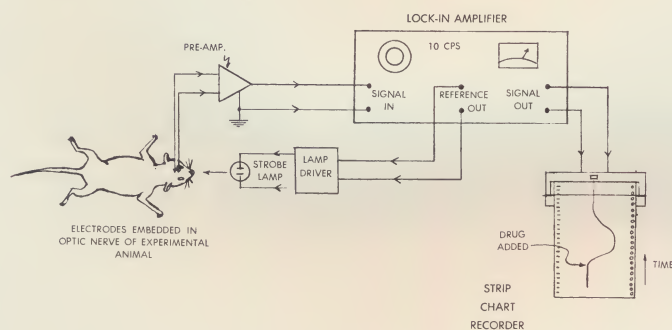 LOCK-IN AMPLIFIER
PRE-AMP.
10 CPS
SIGNAL
IN
REFERENCE
OUT
SIGNAL
OUT
STROBE
LAMP
LAMP
DRIVER
ELECTRODES EMBEDDED IN
OPTIC NERVE OF EXPERIMENTAL
ANIMAL
DRUG
ADDED
TIME
STRIP
CHART
RECORDER